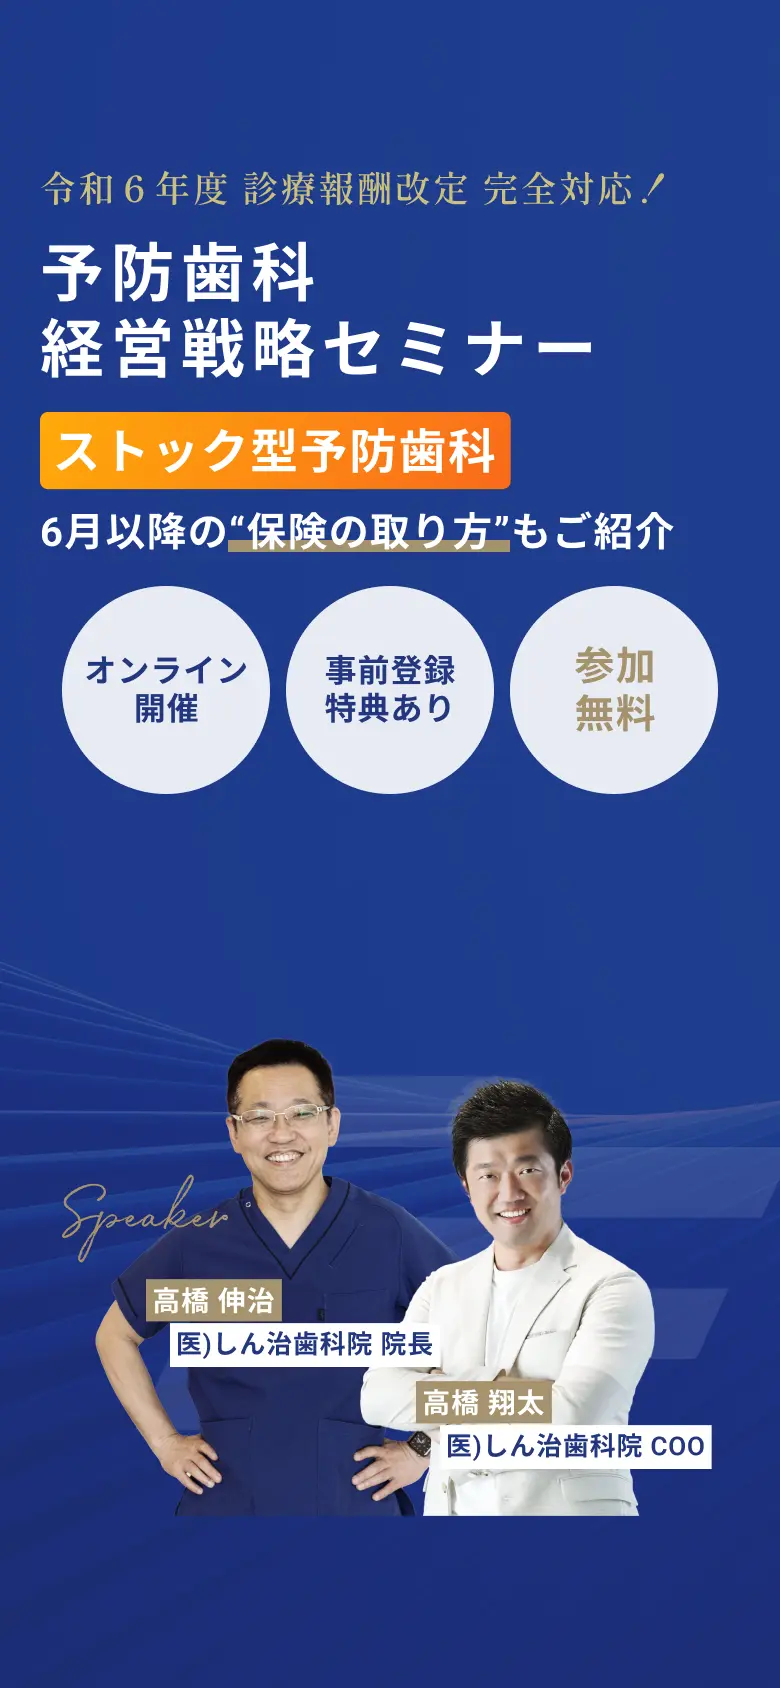 令和6年度 診療報酬改定 完全対応！
予防歯科
経営戦略セミナー
ストック型予防歯科
6月以降の“保険の取り方”もご紹介
オンライン
開催
事前登録
特典あり
参加
無料
Speaker
高橋 伸治
医)しん治歯科院 院長
高橋 翔太
医)しん治歯科院 COO